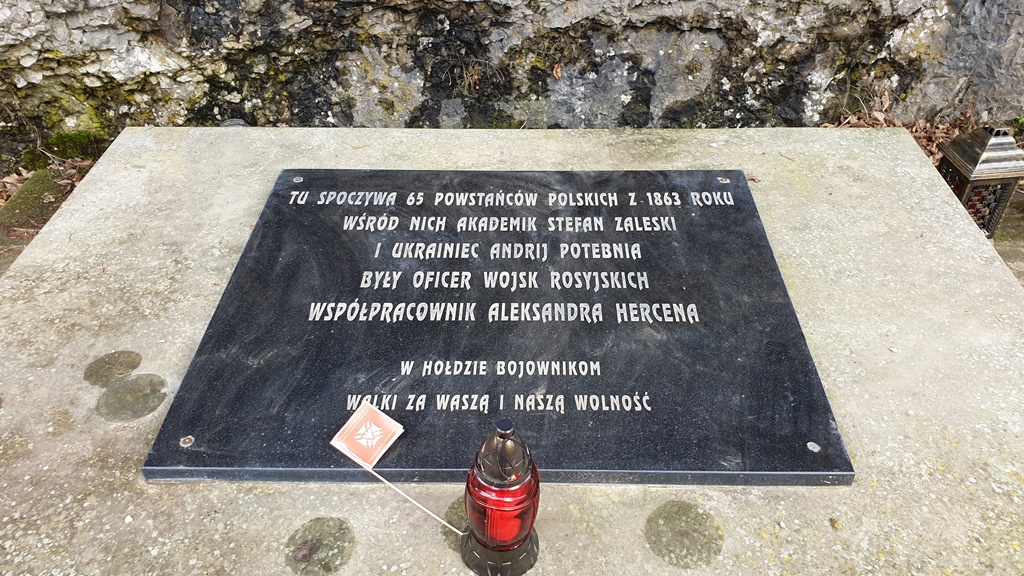 TU SPOCZYWA 65 POWSTAŃCÓW POLSKICH Z 1863 ROKU
WŚRÓD NICH AKADEMIK STEFAN ZALESKI
I UKRAINIEC ANDRIJ POTEBNIA
BYŁY OFICER WOJSK ROSYJSKICH
WSPÓŁPRACOWNIK ALEKSANDRA HERCENA
W HOŁDZIE BOJOWNIKOM
WALKI ZA WASZĄ I NASZĄ WOLNOŚĆ